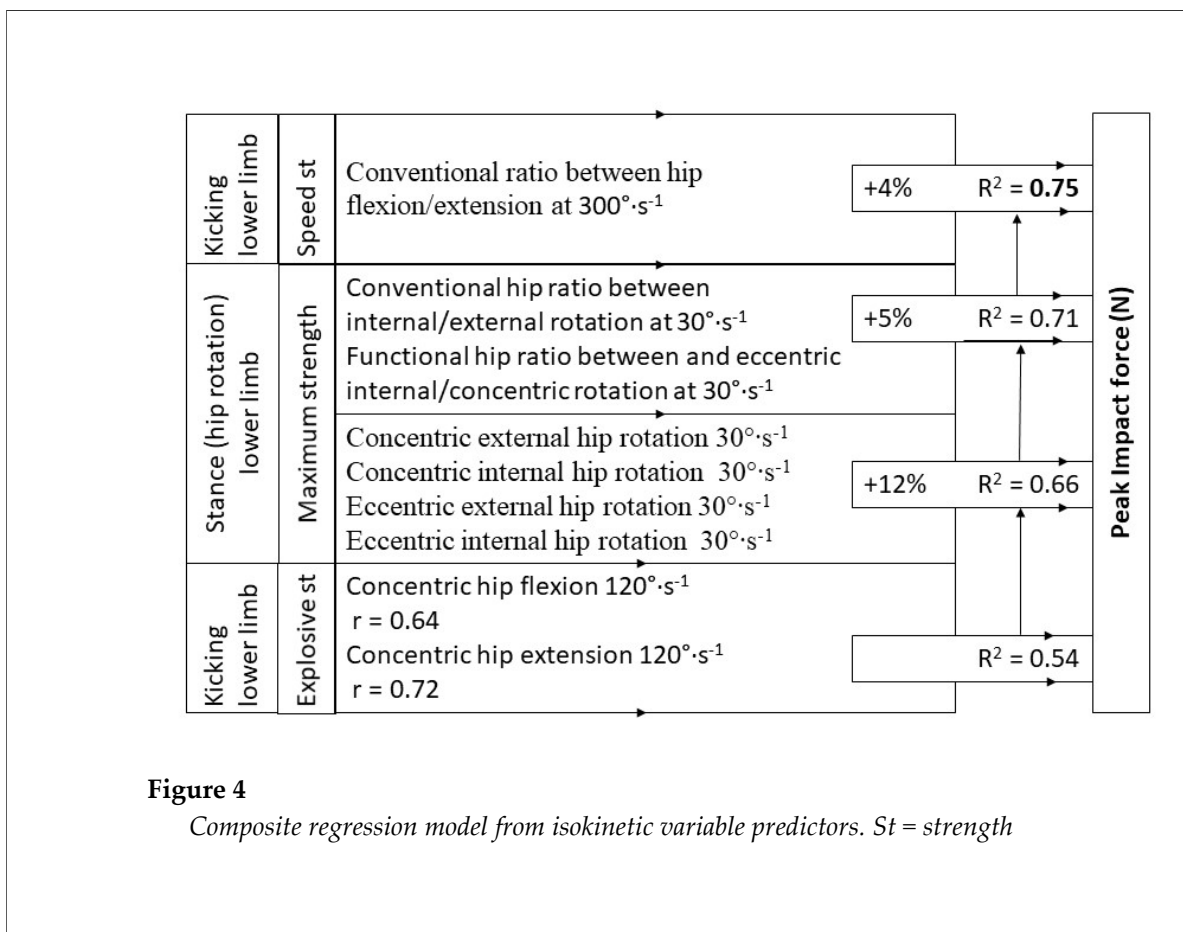 Kicking
lower limb
Speed st
Conventional ratio between hip
flexion/extension at 300°·s⁻¹
+4%
R² = 0.75
Stance (hip rotation)
lower limb
Maximum strength
Conventional hip ratio between
internal/external rotation at 30°·s⁻¹
Functional hip ratio between and eccentric
internal/concentric rotation at 30°·s⁻¹
+5%
R² = 0.71
Concentric external hip rotation 30°·s⁻¹
Concentric internal hip rotation 30°·s⁻¹
Eccentric external hip rotation 30°·s⁻¹
Eccentric internal hip rotation 30°·s⁻¹
+12%
R² = 0.66
Kicking
lower limb
Explosive st
Concentric hip flexion 120°·s⁻¹
r = 0.64
Concentric hip extension 120°·s⁻¹
r = 0.72
R² = 0.54
Peak Impact force (N)
Figure 4
Composite regression model from isokinetic variable predictors. St = strength